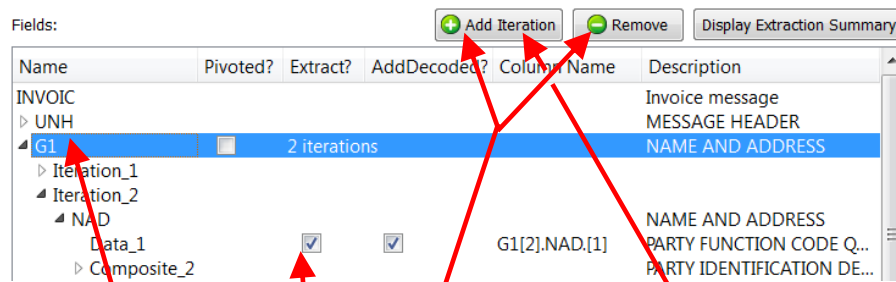 Fields: Add Iteration Remove Display Extraction Summary
Name Pivoted? Extract? AddDecoded? Column Name Description
INVOIC Invoice message
UNH MESSAGE HEADER
G1 2 iterations NAME AND ADDRESS
Iteration_1
Iteration_2
NAD NAME AND ADDRESS
Data_1 G1[2].NAD.[1] PARTY FUNCTION CODE Q...
Composite_2 PARTY IDENTIFICATION DE...